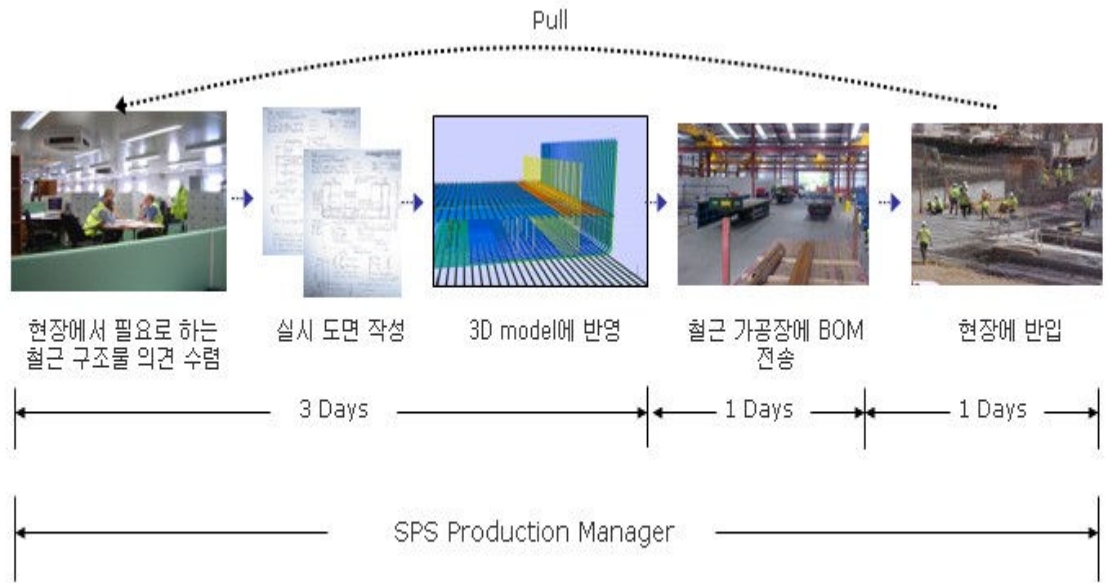 Pull
현장에서 필요로 하는
철근 구조물 의견 수렴
실시 도면 작성
3D model에 반영
철근 가공장에 BOM
전송
현장에 반입
3 Days
1 Days
1 Days
SPS Production Manager